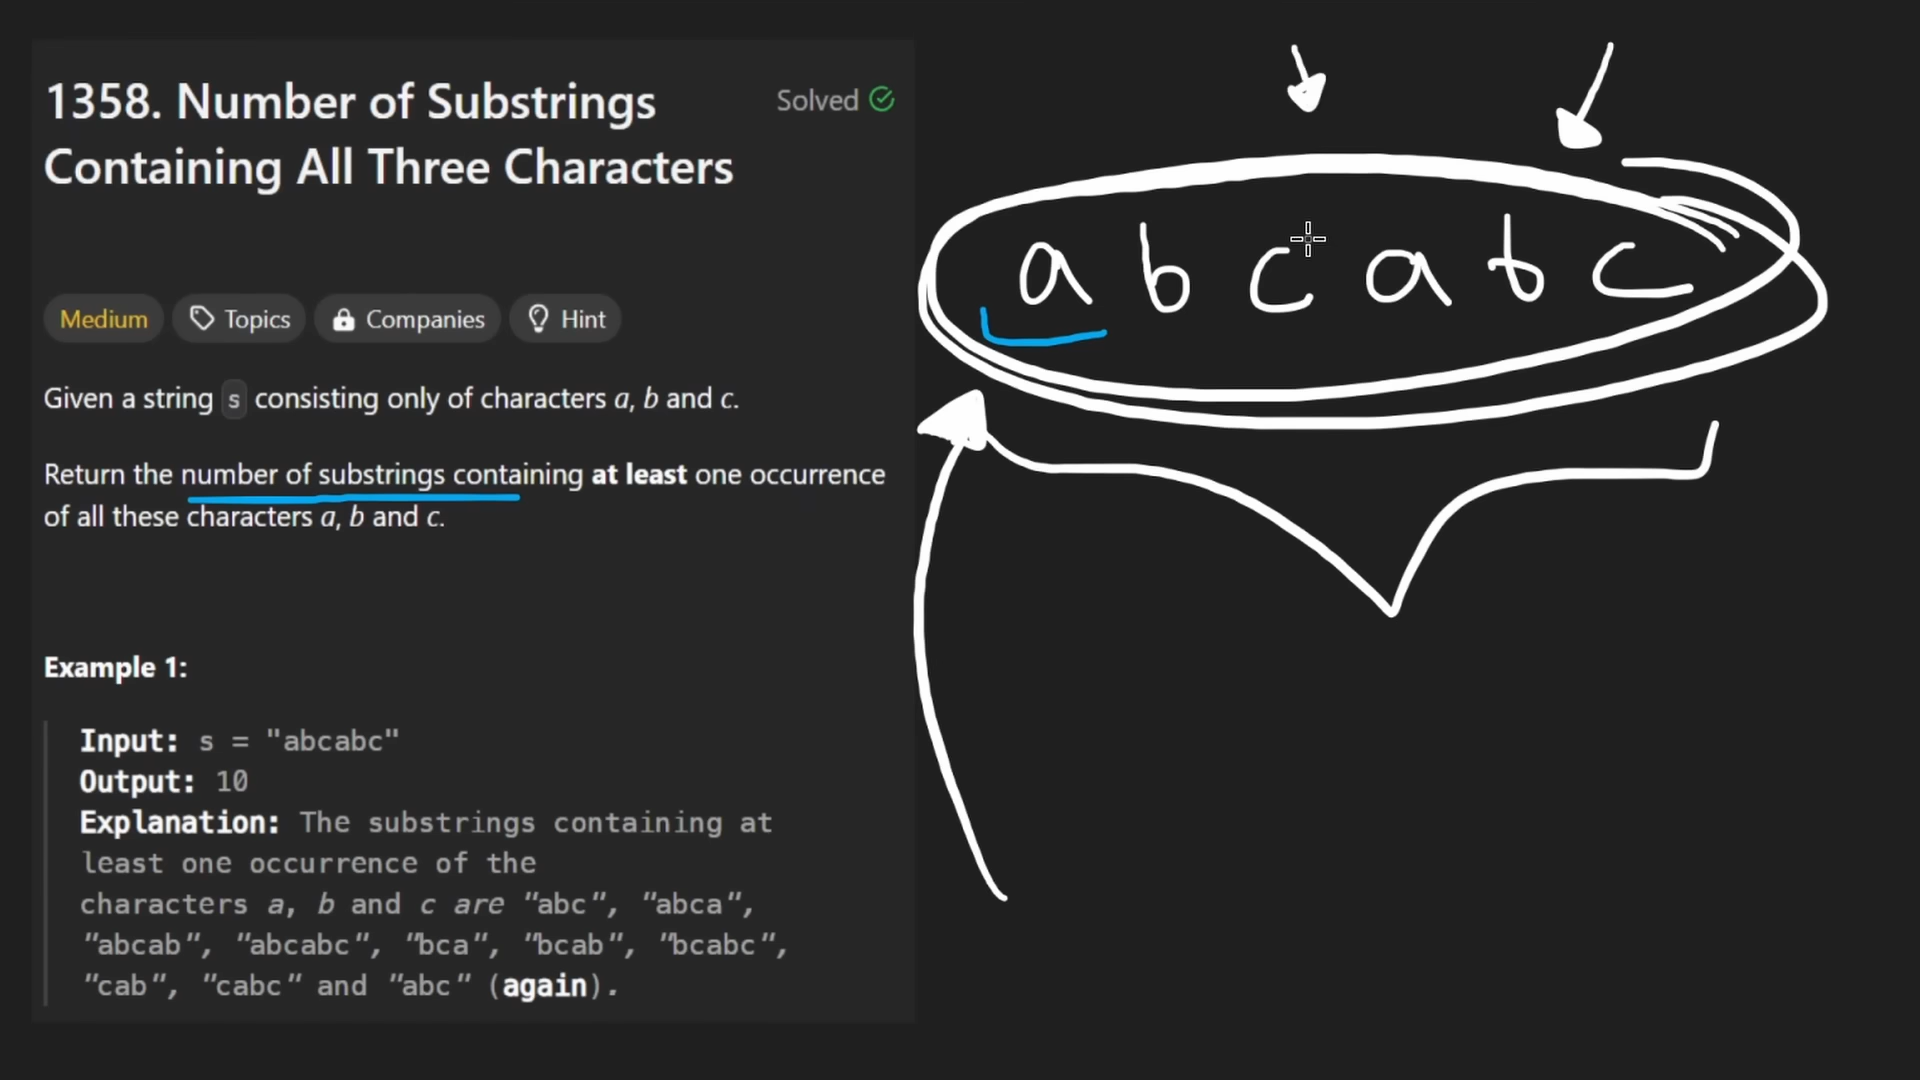 1358. Number of Substrings
Containing All Three Characters
Solved
Medium
Topics
Companies
Hint
Given a string s consisting only of characters a, b and c.
Return the number of substrings containing at least one occurrence
of all these characters a, b and c.
Example 1:
Input: s = "abcabc"
Output: 10
Explanation: The substrings containing at
least one occurrence of the
characters a, b and c are "abc", "abca",
"abcab", "abcabc", "bca", "bcab", "bcabc",
"cab", "cabc" and "abc" (again).
a b c a b c